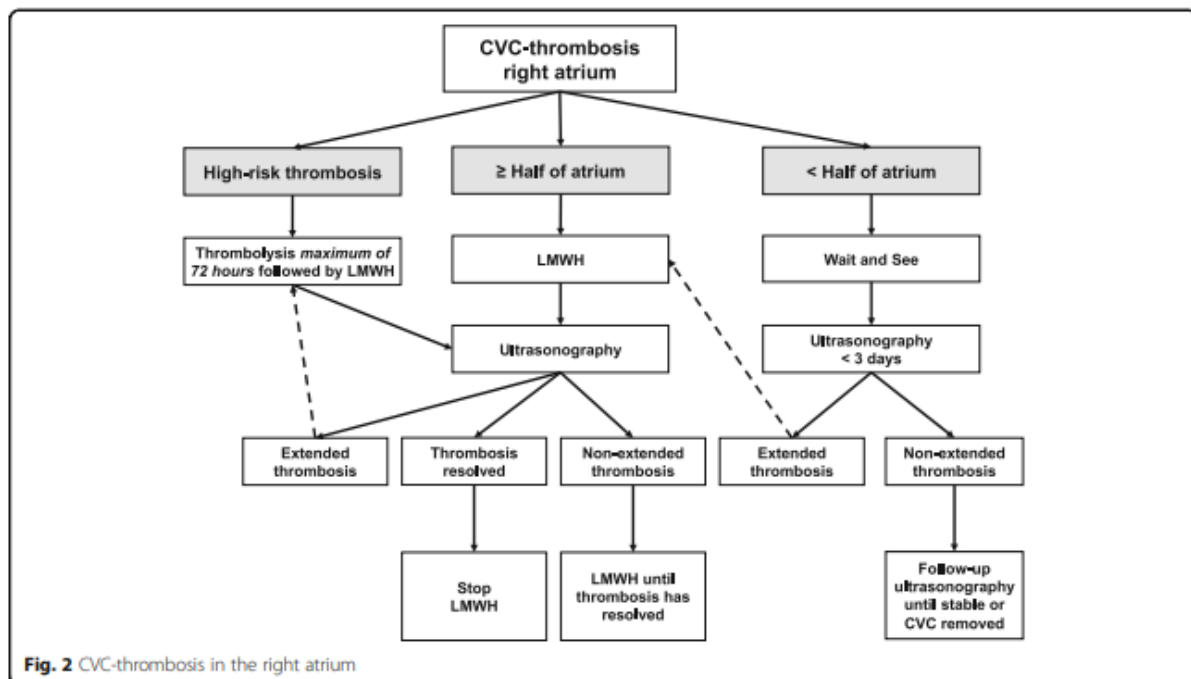 CVC-thrombosis
right atrium
High-risk thrombosis
≥ Half of atrium
< Half of atrium
Thrombolysis maximum of
72 hours followed by LMWH
LMWH
Wait and See
Ultrasonography
Ultrasonography
< 3 days
Extended
thrombosis
Thrombosis
resolved
Non-extended
thrombosis
Extended
thrombosis
Non-extended
thrombosis
Stop
LMWH
LMWH until
thrombosis has
resolved
Follow-up
ultrasonography
until stable or
CVC removed
Fig. 2 CVC-thrombosis in the right atrium